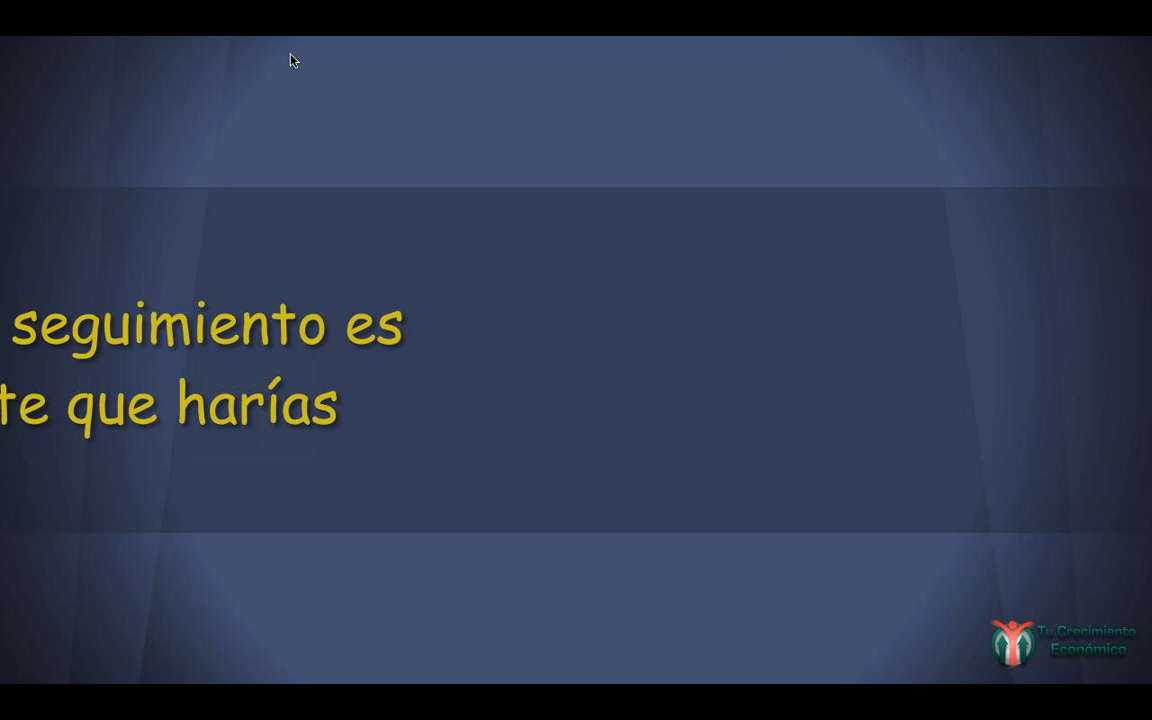 seguimiento es
te que harías
Tu Crecimiento
Económico